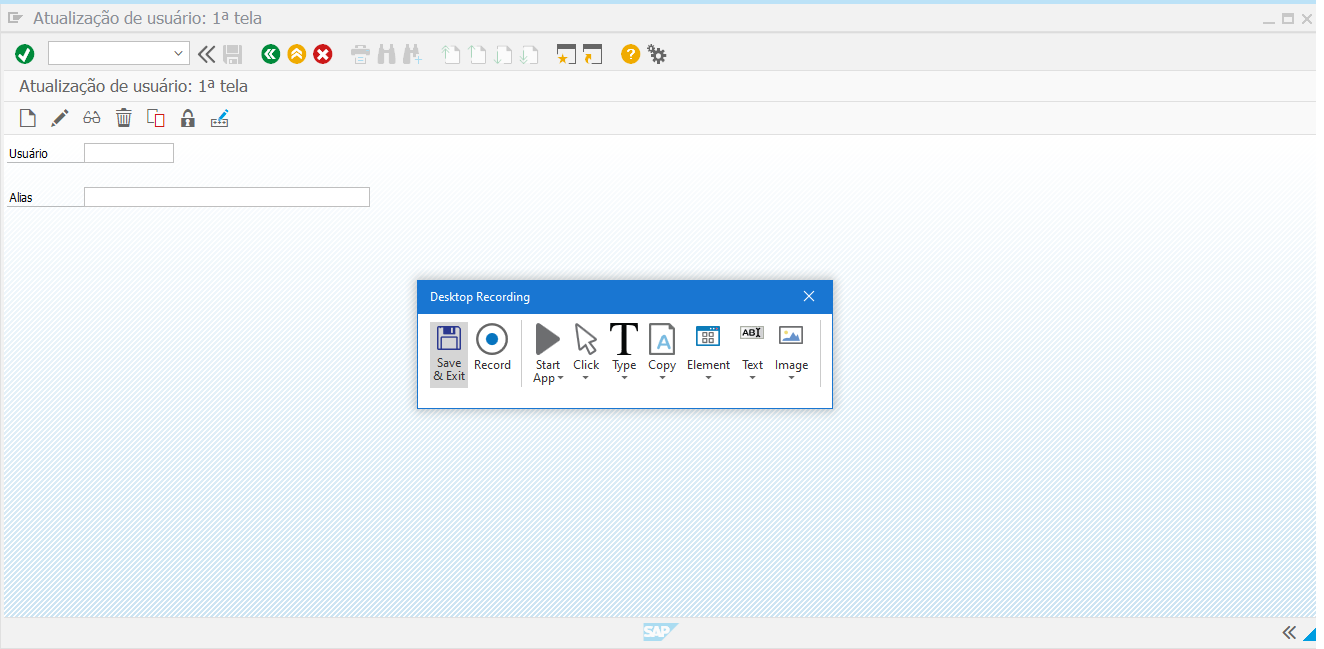 Atualização de usuário: 1ª tela
Atualização de usuário: 1ª tela
Usuário
Alias
Desktop Recording
Save & Exit
Record
Start App
Click
Type
Copy
Element
Text
Image
ABI
SAP